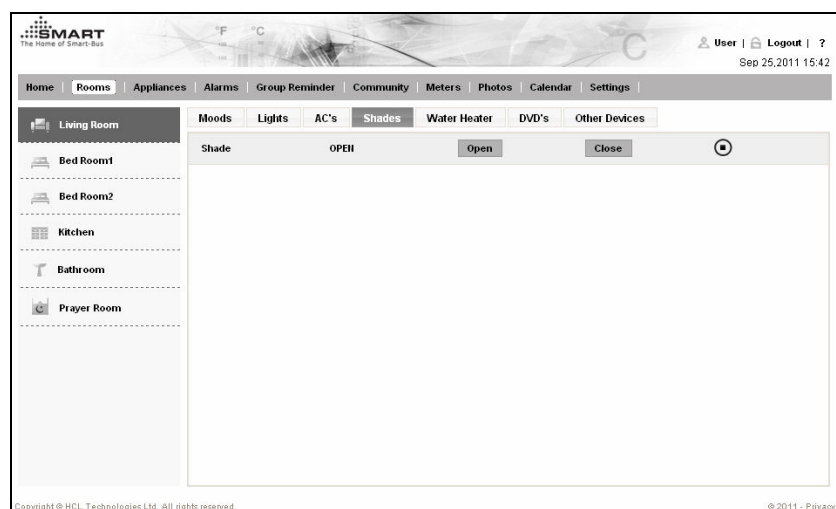 SMART
The Home of Smart-Bus
°F °C
C
User | Logout | ?
Sep 25,2011 15:42
Home | Rooms | Appliances | Alarms | Group Reminder | Community | Meters | Photos | Calendar | Settings |
Living Room
Bed Room1
Bed Room2
Kitchen
Bathroom
Prayer Room
Moods Lights AC's Shades Water Heater DVD's Other Devices
Shade OPEN Open Close
Copyright © HCL Technologies Ltd. All rights reserved.
© 2011 - Privacy